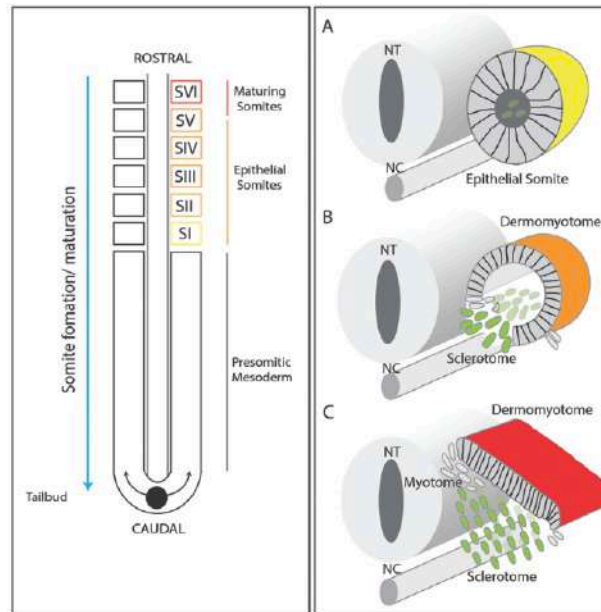 ROSTRAL
SVI
SV
SIV
SIII
SII
SI
Maturing
Somites
Epithelial
Somites
Presomitic
Mesoderm
Somite fomation/ maturation
Tailbud
CAUDAL
A
NT
NC
Epithelial Somite
B
Dermomyotome
NT
NC
Sclerotome
C
Dermomyotome
NT
Myotome
NC
Sclerotome